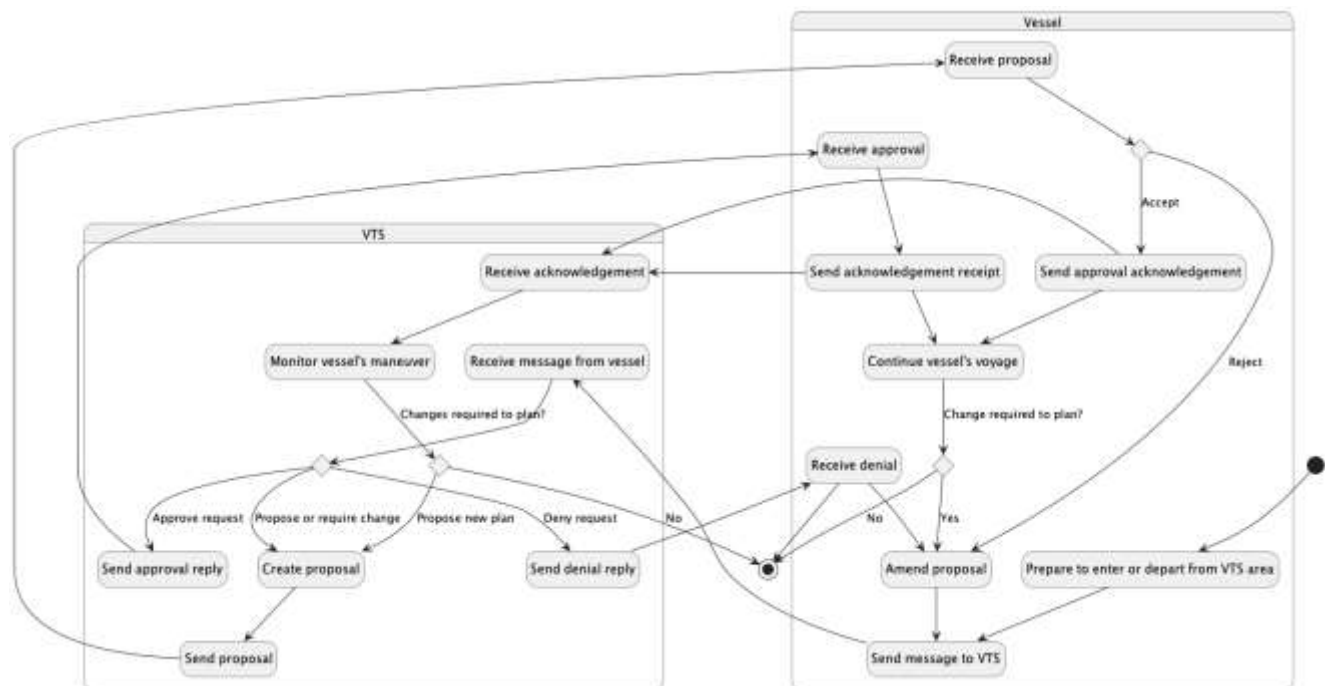 Vessel
Receive proposal
Receive approval
Accept
VTS
Receive acknowledgement
Send acknowledgement receipt
Send approval acknowledgement
Monitor vessel's maneuver
Receive message from vessel
Continue vessel's voyage
Reject
Changes required to plan?
Change required to plan?
Receive denial
Approve request
Propose or require change
Propose new plan
Deny request
No
No
Yes
Send approval reply
Create proposal
Send denial reply
Amend proposal
Prepare to enter or depart from VTS area
Send proposal
Send message to VTS